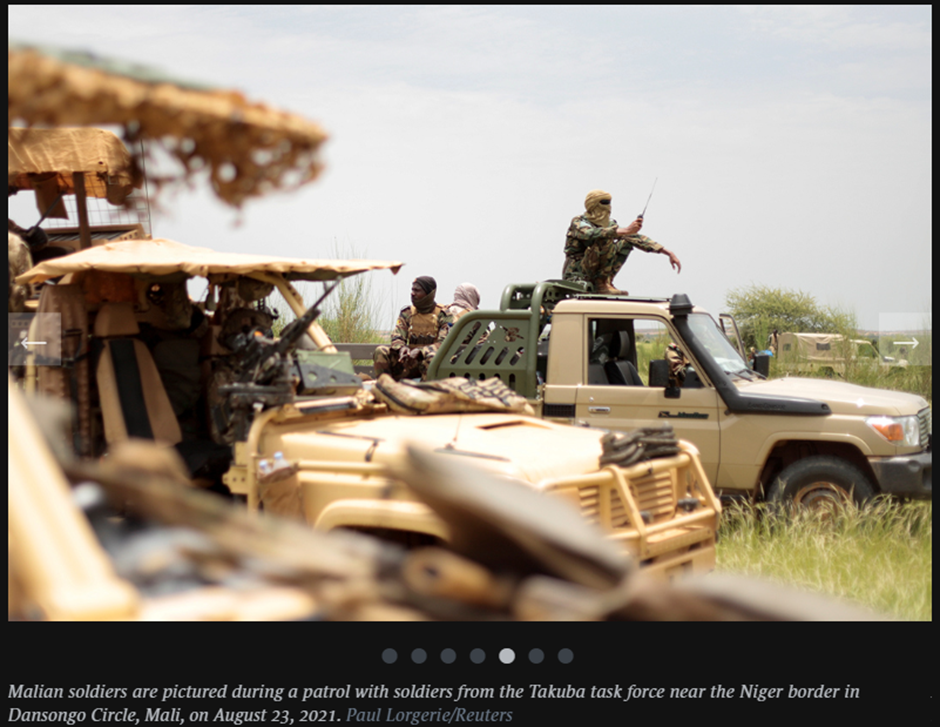 Malian soldiers are pictured during a patrol with soldiers from the Takuba task force near the Niger border in
Dansongo Circle, Mali, on August 23, 2021. Paul Lorgerie/Reuters